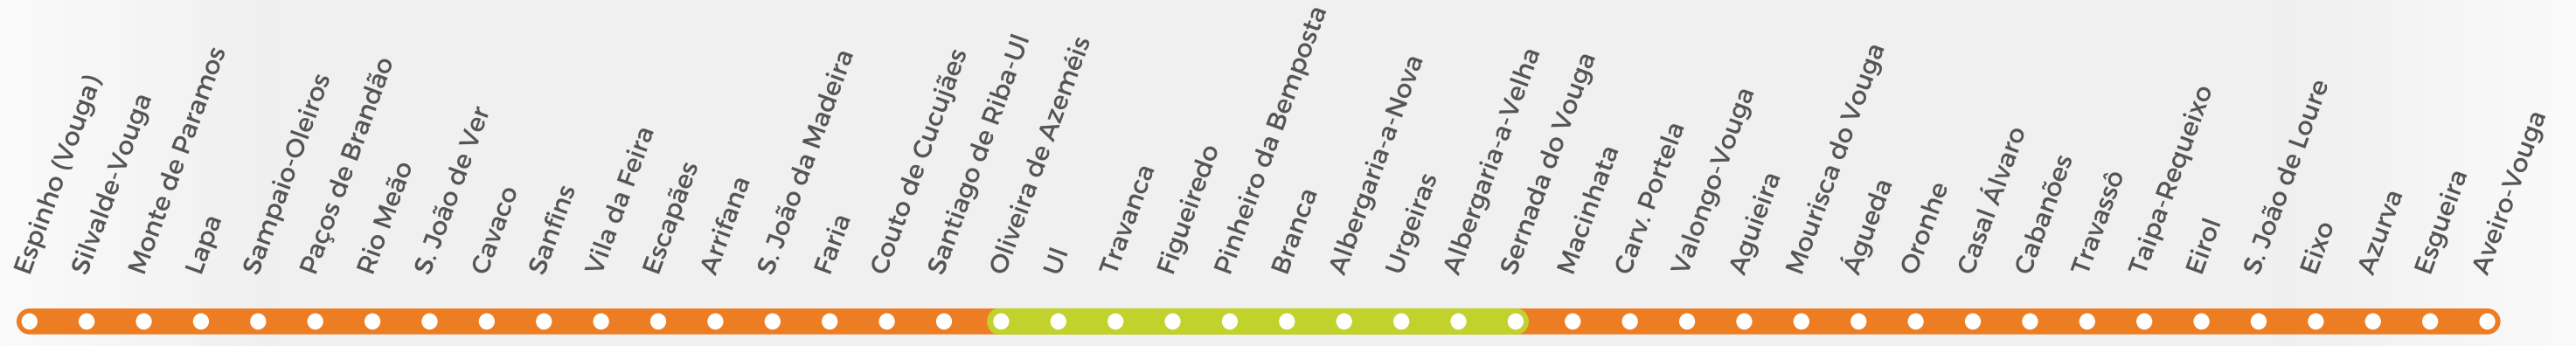 Espinho (Vouga)
Silvalde-Vouga
Monte de Paramos
Lapa
Sampaio-Oleiros
Paços de Brandão
Rio Meão
S. João de Ver
Cavaco
Sanfins
Vila da Feira
Escapães
Arrifana
S. João da Madeira
Faria
Couto de Cucujães
Santiago de Riba-Ul
Oliveira de Azeméis
Ul
Travanca
Figueiredo
Pinheiro da Bemposta
Branca
Albergaria-a-Nova
Urgeiras
Albergaria-a-Velha
Sernada do Vouga
Macinhata
Carv. Portela
Valongo-Vouga
Aguieira
Mourisca do Vouga
Águeda
Oronhe
Casal Álvaro
Cabanões
Travassô
Taipa-Requeixo
Eirol
S. João de Loure
Eixo
Azurva
Esgueira
Aveiro-Vouga